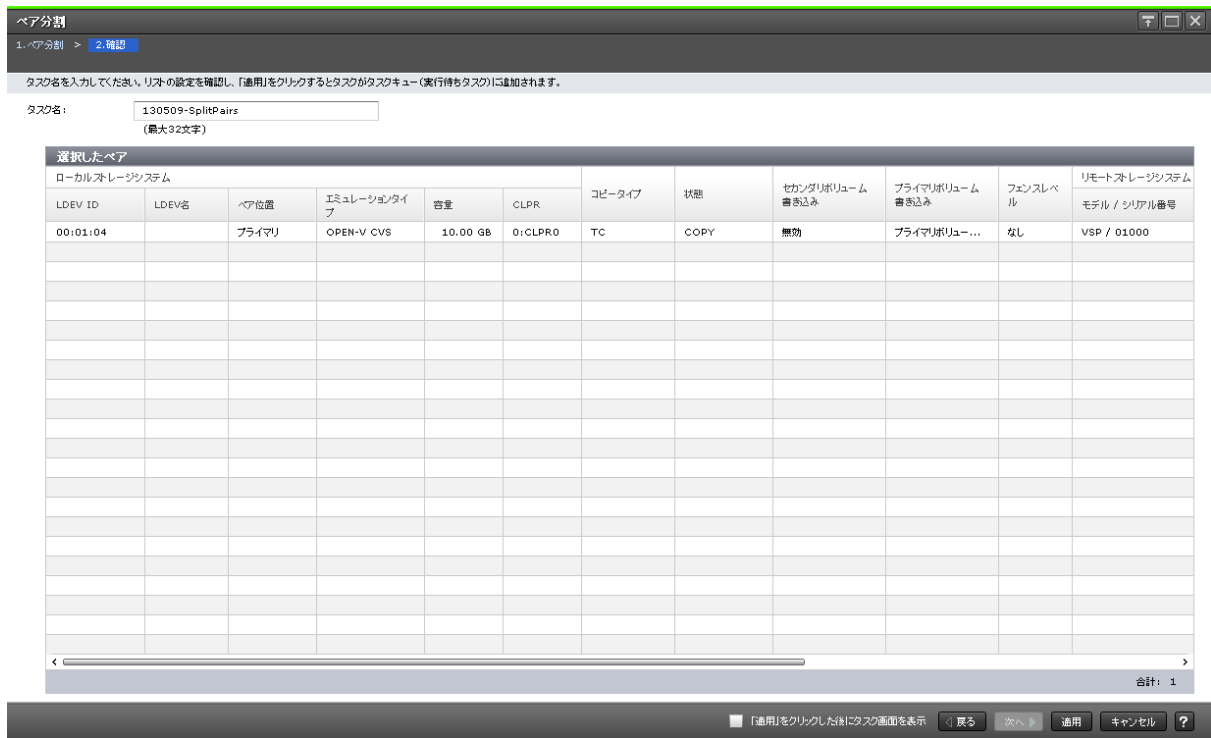 ペア分割
1.ペア分割 > 2.確認
タスク名を入力してください。リストの設定を確認し、「適用」をクリックするとタスクがタスクキュー(実行待ちタスク)に追加されます。
タスク名: 130509-SplitPairs
(最大32文字)
選択したペア
ローカルストレージシステム コピータイプ 状態 セカンダリボリューム書き込み プライマリボリューム書き込み フェンスレベル リモートストレージシステム
LDEV ID LDEV名 ペア位置 エミュレーションタイプ 容量 CLPR モデル / シリアル番号
00:01:04 プライマリ OPEN-V CVS 10.00 GB 0:CLPR0 TC COPY 無効 プライマリボリュー... なし VSP / 01000
合計: 1
「適用」をクリックした後にタスク画面を表示 戻る 次へ 適用 キャンセル ?